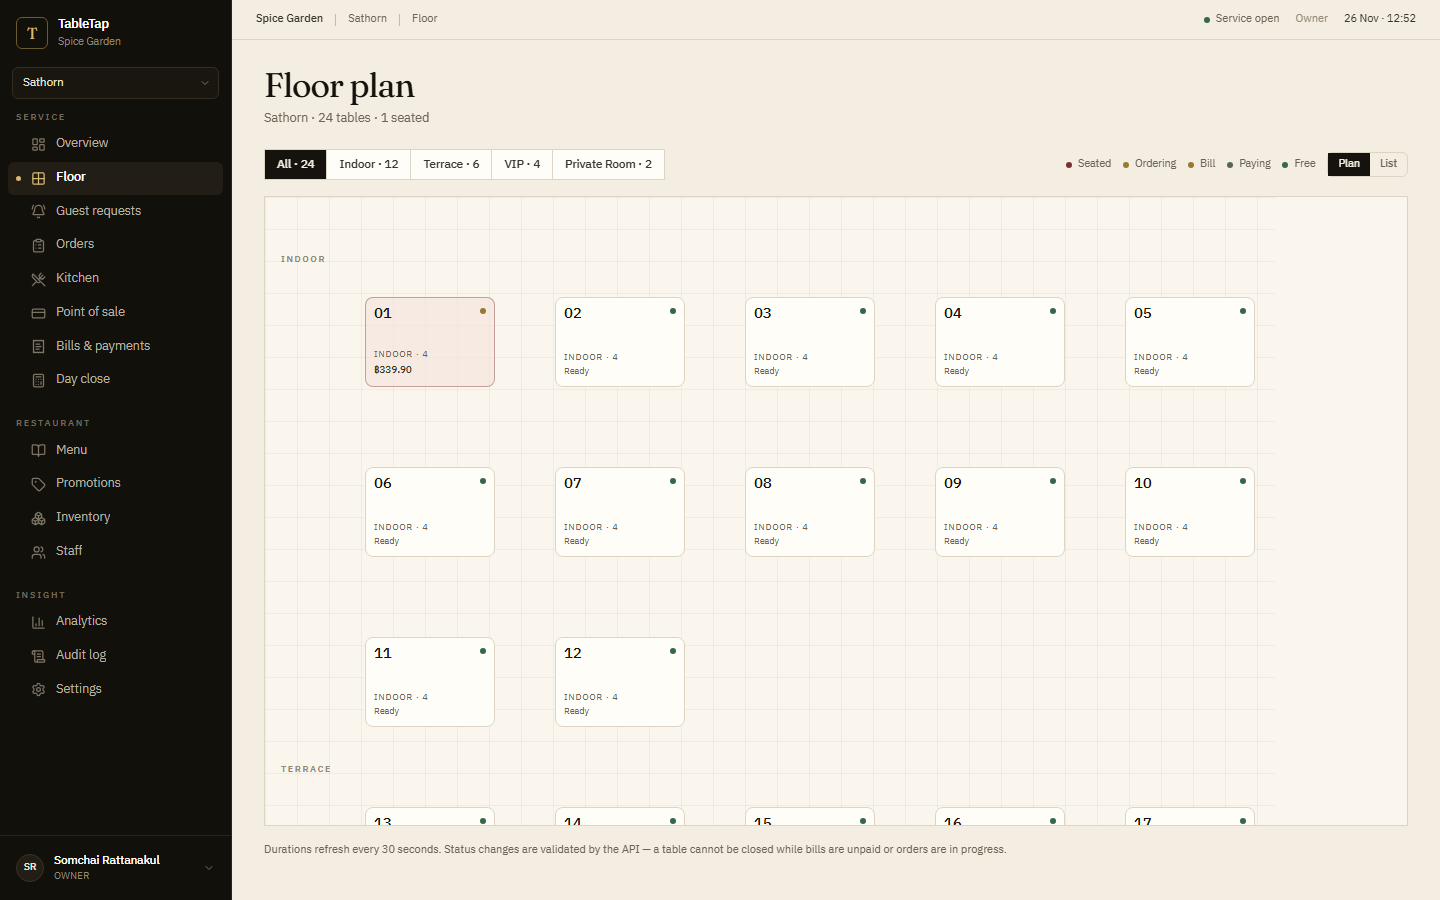 T
TableTap
Spice Garden
Sathorn
SERVICE
Overview
Floor
Guest requests
Orders
Kitchen
Point of sale
Bills & payments
Day close
RESTAURANT
Menu
Promotions
Inventory
Staff
INSIGHT
Analytics
Audit log
Settings
SR
Somchai Rattanakul
OWNER
Spice Garden | Sathorn | Floor
Service open Owner 26 Nov · 12:52
Floor plan
Sathorn · 24 tables · 1 seated
All · 24 Indoor · 12 Terrace · 6 VIP · 4 Private Room · 2
Seated Ordering Bill Paying Free Plan List
INDOOR
01 02 03 04 05
INDOOR · 4 INDOOR · 4 INDOOR · 4 INDOOR · 4 INDOOR · 4
฿339.90 Ready Ready Ready Ready
06 07 08 09 10
INDOOR · 4 INDOOR · 4 INDOOR · 4 INDOOR · 4 INDOOR · 4
Ready Ready Ready Ready Ready
11 12
INDOOR · 4 INDOOR · 4
Ready Ready
TERRACE
13 14 15 16 17
Durations refresh every 30 seconds. Status changes are validated by the API — a table cannot be closed while bills are unpaid or orders are in progress.